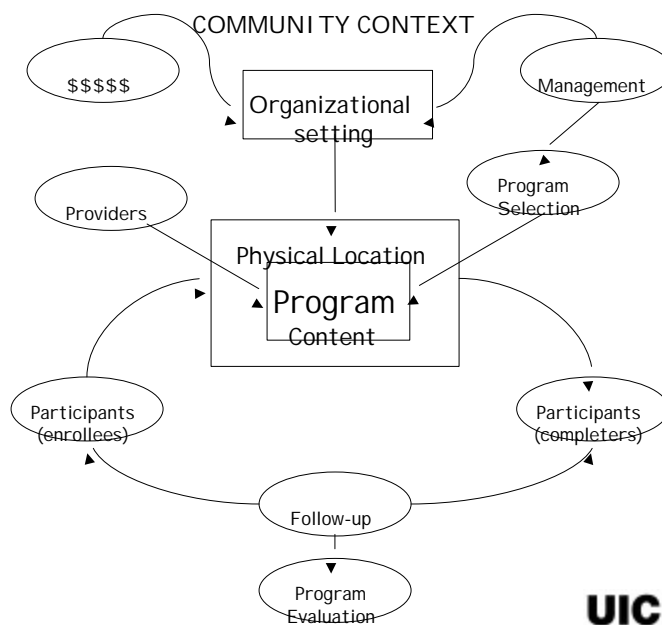 COMMUNITY CONTEXT
$$$$$
Management
Organizational
setting
Program
Selection
Providers
Physical Location
Program
Content
Participants
(enrollees)
Participants
(completers)
Follow-up
Program
Evaluation
UIC